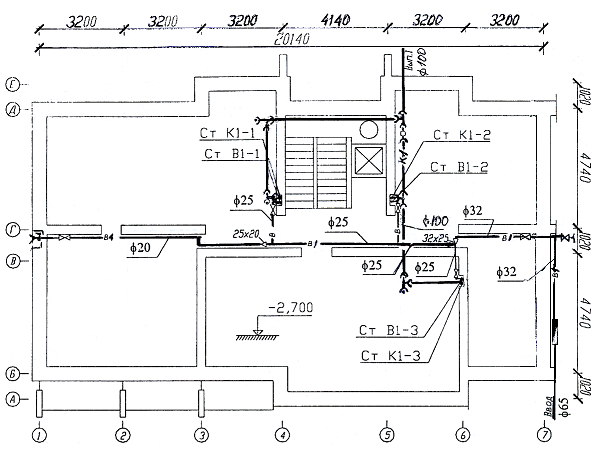 3200 3200 3200 4140 3200 3200
20140
Вып.1
ф100
Е
Д
Г
В
Б
А
1020
4740
1020
4740
1020
Ст К1-1
Ст В1-1
Ст К1-2
Ст В1-2
К1
ф25
ф25
ф100
ф32
25х20
32х25
В1
В1
В1
В
В
В1
ф20
ф25
ф25
ф32
-2,700
Ст В1-3
Ст К1-3
Ввод
ф65
1 2 3 4 5 6 7